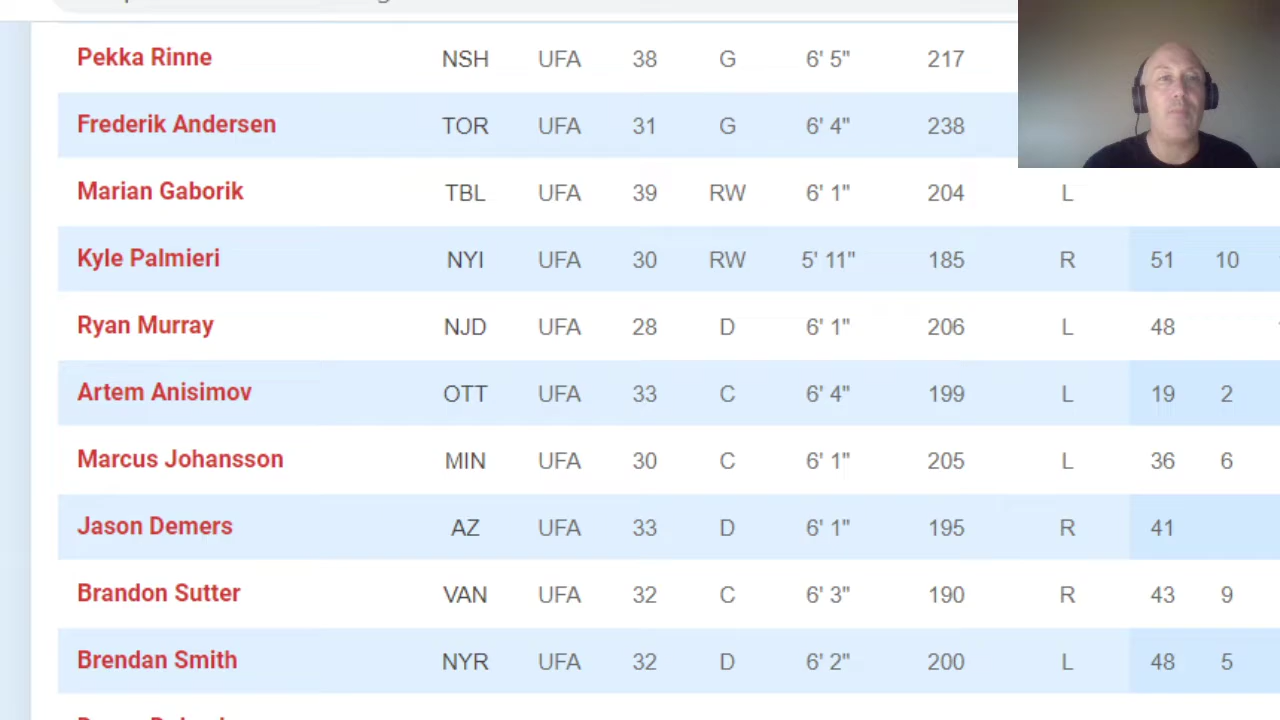 Pekka Rinne NSH UFA 38 G 6' 5" 217
Frederik Andersen TOR UFA 31 G 6' 4" 238
Marian Gaborik TBL UFA 39 RW 6' 1" 204 L
Kyle Palmieri NYI UFA 30 RW 5' 11" 185 R 51 10
Ryan Murray NJD UFA 28 D 6' 1" 206 L 48
Artem Anisimov OTT UFA 33 C 6' 4" 199 L 19 2
Marcus Johansson MIN UFA 30 C 6' 1" 205 L 36 6
Jason Demers AZ UFA 33 D 6' 1" 195 R 41
Brandon Sutter VAN UFA 32 C 6' 3" 190 R 43 9
Brendan Smith NYR UFA 32 D 6' 2" 200 L 48 5